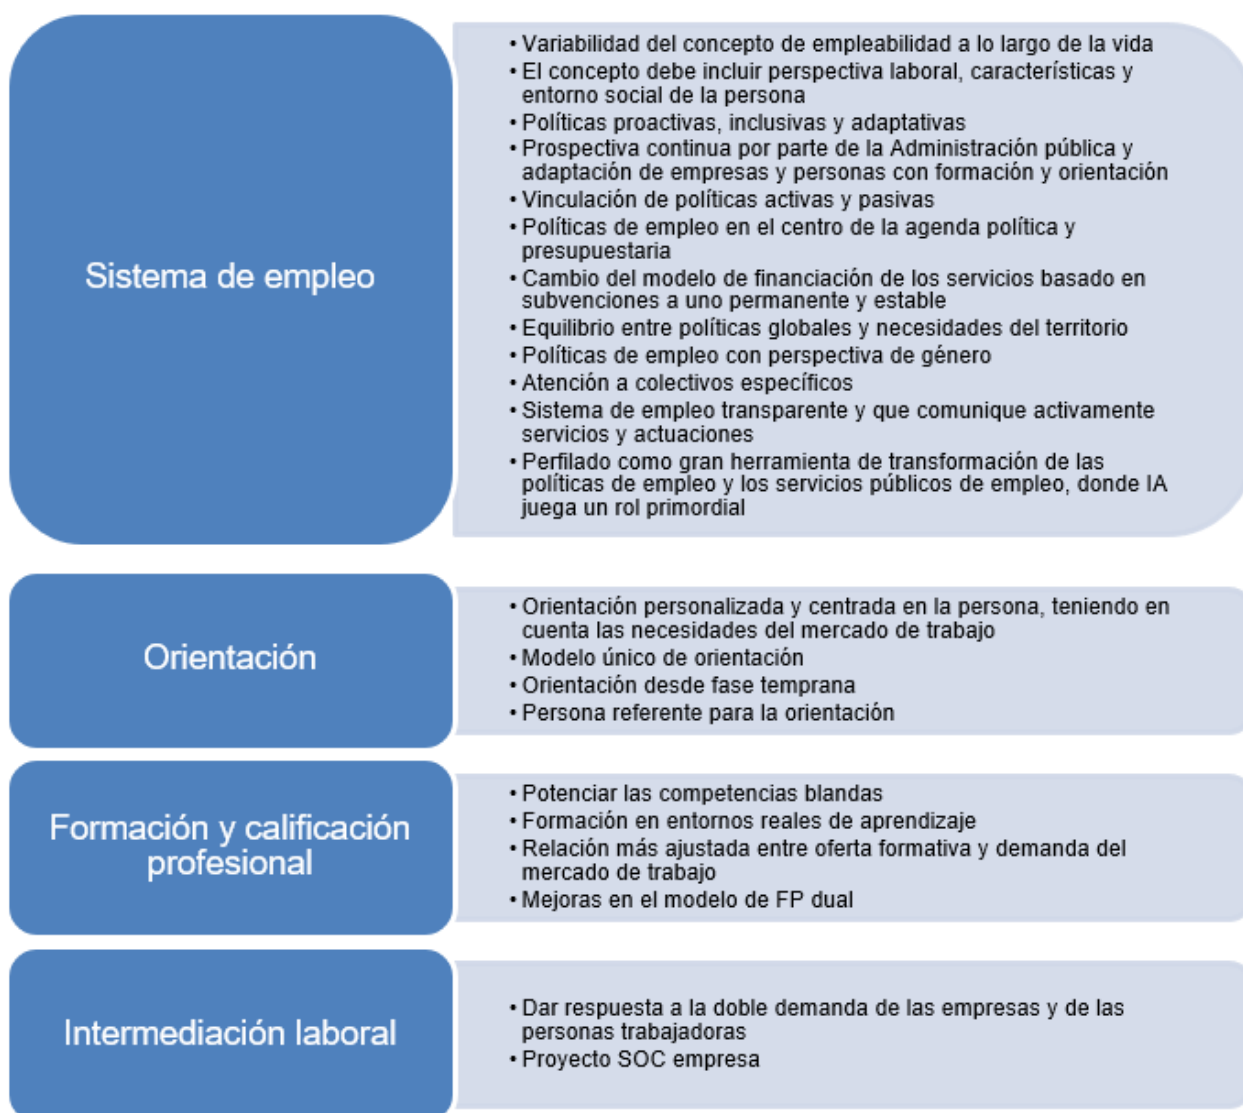 Sistema de empleo
• Variabilidad del concepto de empleabilidad a lo largo de la vida
• El concepto debe incluir perspectiva laboral, características y
entorno social de la persona
• Políticas proactivas, inclusivas y adaptativas
• Prospectiva continua por parte de la Administración pública y
adaptación de empresas y personas con formación y orientación
• Vinculación de políticas activas y pasivas
• Políticas de empleo en el centro de la agenda política y
presupuestaria
• Cambio del modelo de financiación de los servicios basado en
subvenciones a uno permanente y estable
• Equilibrio entre políticas globales y necesidades del territorio
• Políticas de empleo con perspectiva de género
• Atención a colectivos específicos
• Sistema de empleo transparente y que comunique activamente
servicios y actuaciones
• Perfilado como gran herramienta de transformación de las
políticas de empleo y los servicios públicos de empleo, donde IA
juega un rol primordial
Orientación
• Orientación personalizada y centrada en la persona, teniendo en
cuenta las necesidades del mercado de trabajo
• Modelo único de orientación
• Orientación desde fase temprana
• Persona referente para la orientación
Formación y calificación
profesional
• Potenciar las competencias blandas
• Formación en entornos reales de aprendizaje
• Relación más ajustada entre oferta formativa y demanda del
mercado de trabajo
• Mejoras en el modelo de FP dual
Intermediación laboral
• Dar respuesta a la doble demanda de las empresas y de las
personas trabajadoras
• Proyecto SOC empresa